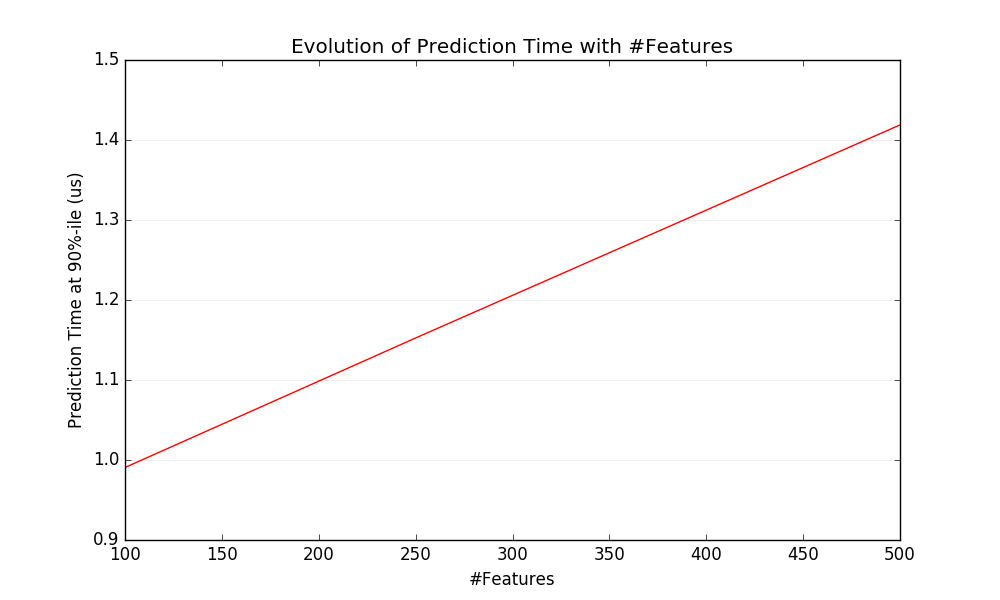 Evolution of Prediction Time with #Features
Prediction Time at 90%-ile (us)
1.5
1.4
1.3
1.2
1.1
1.0
0.9
100 150 200 250 300 350 400 450 500
#Features